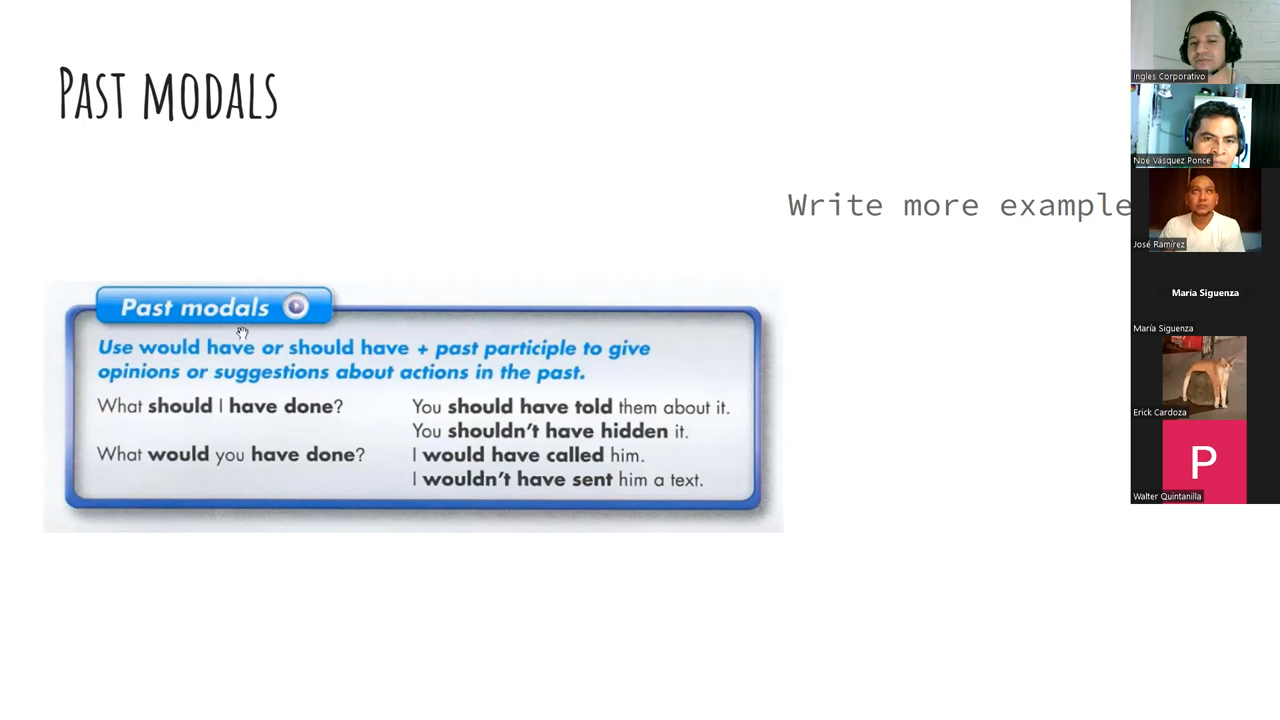 Past modals
Write more example
Past modals
Use would have or should have + past participle to give
opinions or suggestions about actions in the past.
What should I have done?
You should have told them about it.
You shouldn't have hidden it.
What would you have done?
I would have called him.
I wouldn't have sent him a text.
Ingles Corporativo
Noé Vásquez Ponce
José Ramírez
María Siguenza
María Siguenza
Erick Cardoza
P
Walter Quintanilla